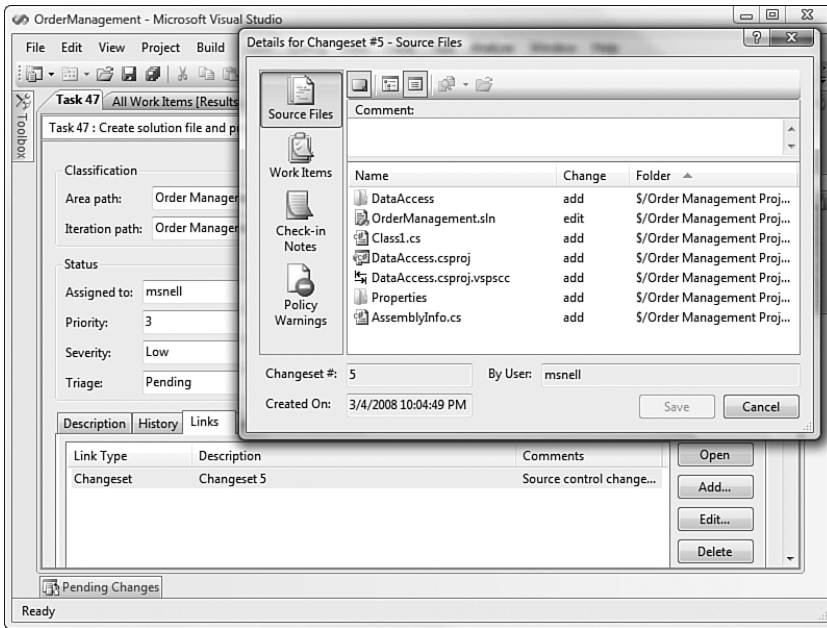 OrderManagement - Microsoft Visual Studio
File Edit View Project Build Window Help
Toolbox
Task 47 All Work Items [Results
Task 47 : Create solution file and p
Classification
Area path: Order Manager
Iteration path: Order Manager
Status
Assigned to: msnell
Priority: 3
Severity: Low
Triage: Pending
Description History Links
Link Type Description Comments
Changeset Changeset 5 Source control change...
Open
Add...
Edit...
Delete
Pending Changes
Ready
Details for Changeset #5 - Source Files
Source Files
Work Items
Check-in
Notes
Policy
Warnings
Comment:
Name Change Folder
DataAccess add $/Order Management Proj...
OrderManagement.sln edit $/Order Management Proj...
Class1.cs add $/Order Management Proj...
DataAccess.csproj add $/Order Management Proj...
DataAccess.csproj.vspscc add $/Order Management Proj...
Properties add $/Order Management Proj...
AssemblyInfo.cs add $/Order Management Proj...
Changeset #: 5 By User: msnell
Created On: 3/4/2008 10:04:49 PM
Save Cancel